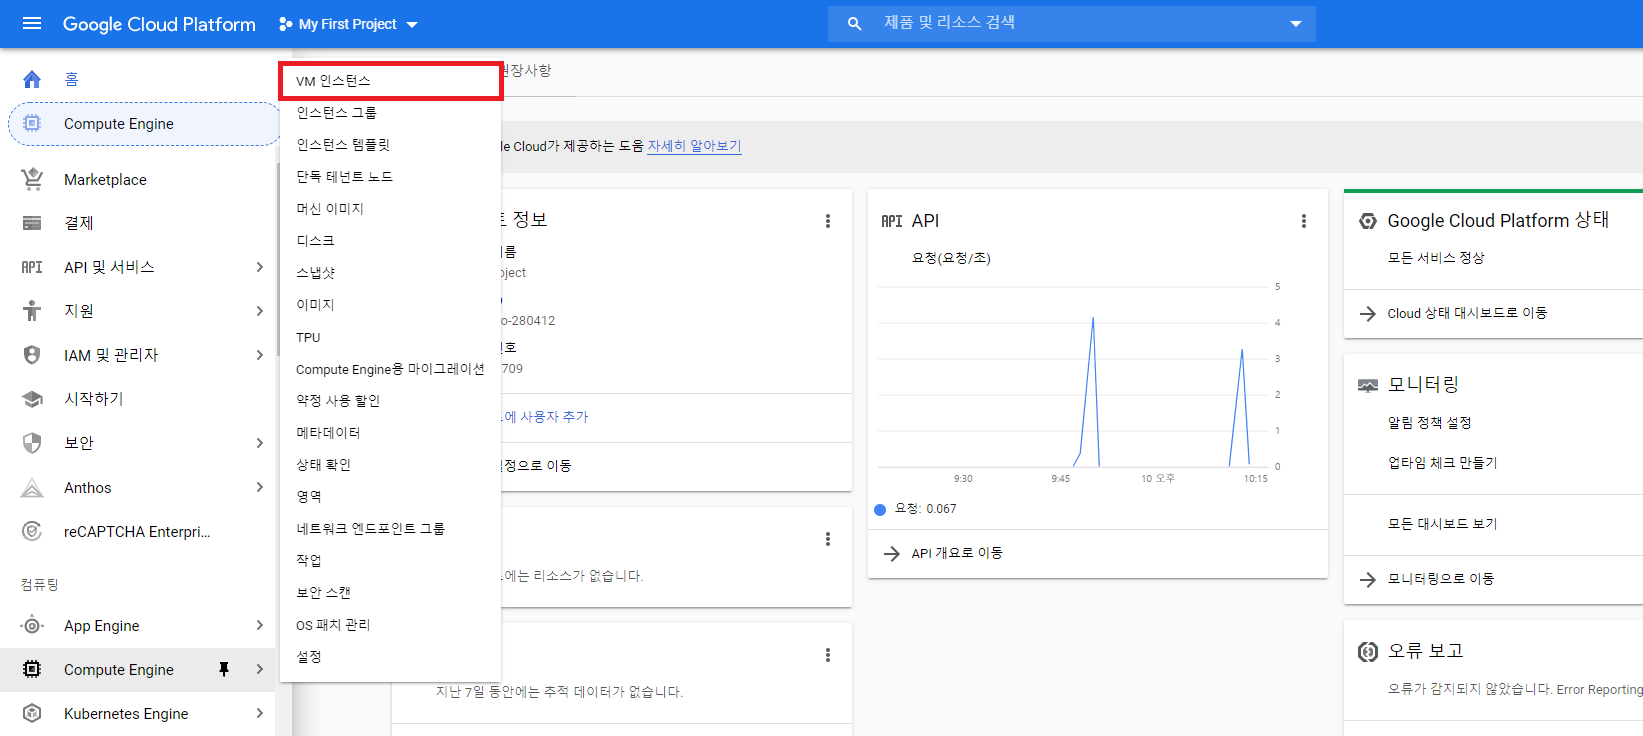 Google Cloud Platform
My First Project
제품 및 리소스 검색
홈
Compute Engine
Marketplace
결제
API 및 서비스
지원
IAM 및 관리자
시작하기
보안
Anthos
reCAPTCHA Enterpri...
컴퓨팅
App Engine
Compute Engine
Kubernetes Engine
VM 인스턴스
인스턴스 그룹
인스턴스 템플릿
단독 테넌트 노드
머신 이미지
디스크
스냅샷
이미지
TPU
Compute Engine용 마이그레이션
약정 사용 할인
메타데이터
상태 확인
영역
네트워크 엔드포인트 그룹
작업
보안 스캔
OS 패치 관리
설정
권장사항
le Cloud가 제공하는 도움 자세히 알아보기
트 정보
이름
oject
o-280412
번호
709
트에 사용자 추가
설정으로 이동
트에는 리소스가 없습니다.
지난 7일 동안에는 추적 데이터가 없습니다.
API API
요청(요청/초)
5
4
3
2
1
0
9:30
9:45
10 오후
10:15
요청: 0.067
API 개요로 이동
Google Cloud Platform 상태
모든 서비스 정상
Cloud 상태 대시보드로 이동
모니터링
알림 정책 설정
업타임 체크 만들기
모든 대시보드 보기
모니터링으로 이동
오류 보고
오류가 감지되지 않았습니다. Error Reporting